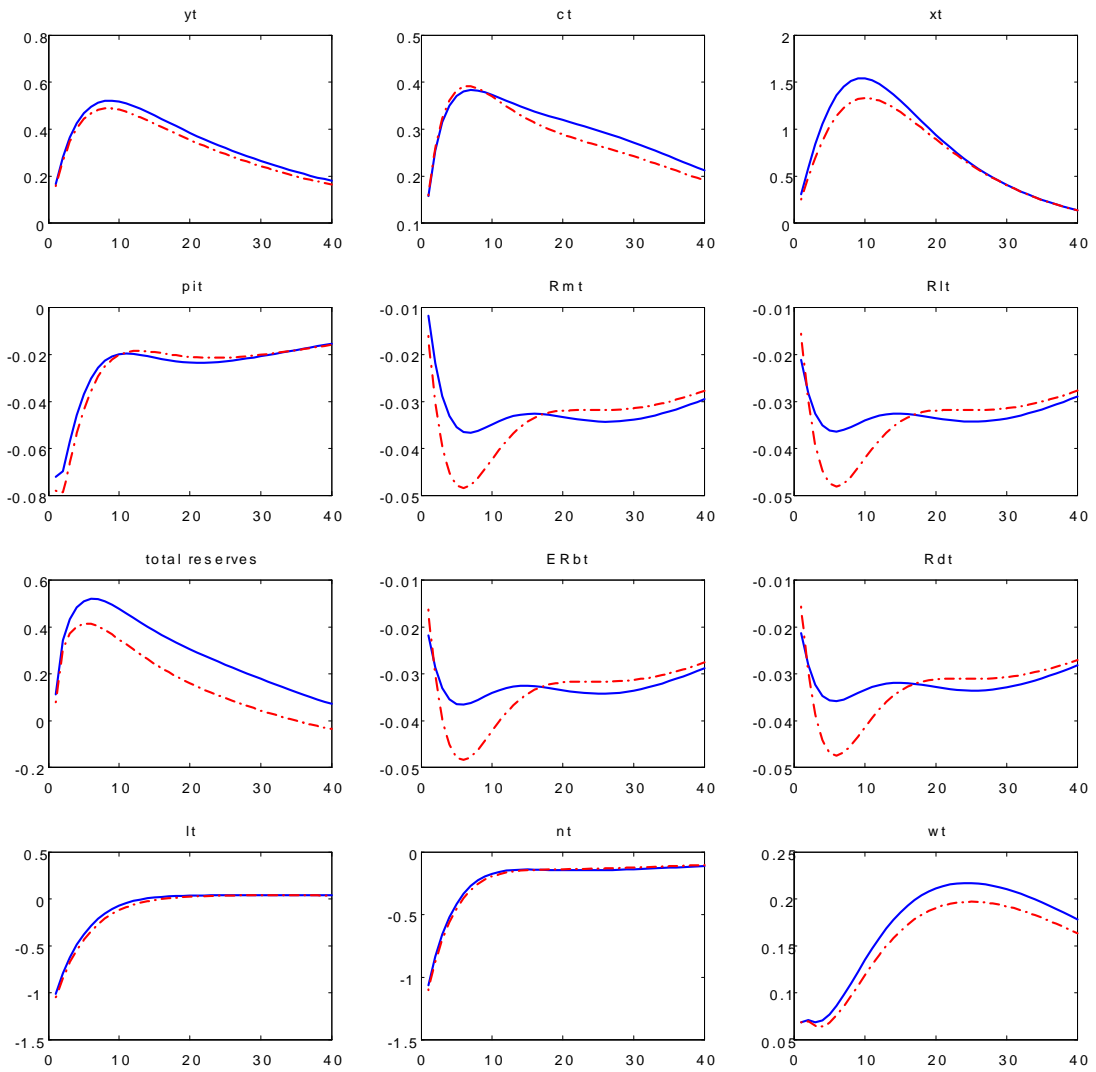 yt ct xt
0.8 0.5 2
0.6 0.4 1.5
0.4 0.3 1
0.2 0.2 0.5
0 0.1 0
0 10 20 30 40 0 10 20 30 40 0 10 20 30 40
pit Rmt Rlt
0 -0.01 -0.01
-0.02 -0.02 -0.02
-0.04 -0.03 -0.03
-0.06 -0.04 -0.04
-0.08 -0.05 -0.05
0 10 20 30 40 0 10 20 30 40 0 10 20 30 40
total reserves ERbt Rdt
0.6 -0.01 -0.01
0.4 -0.02 -0.02
0.2 -0.03 -0.03
0 -0.04 -0.04
-0.2 -0.05 -0.05
0 10 20 30 40 0 10 20 30 40 0 10 20 30 40
lt nt wt
0.5 0 0.25
0 -0.5 0.2
-0.5 -1 0.15
-1 -1.5 0.1
-1.5 0.05
0 10 20 30 40 0 10 20 30 40 0 10 20 30 40